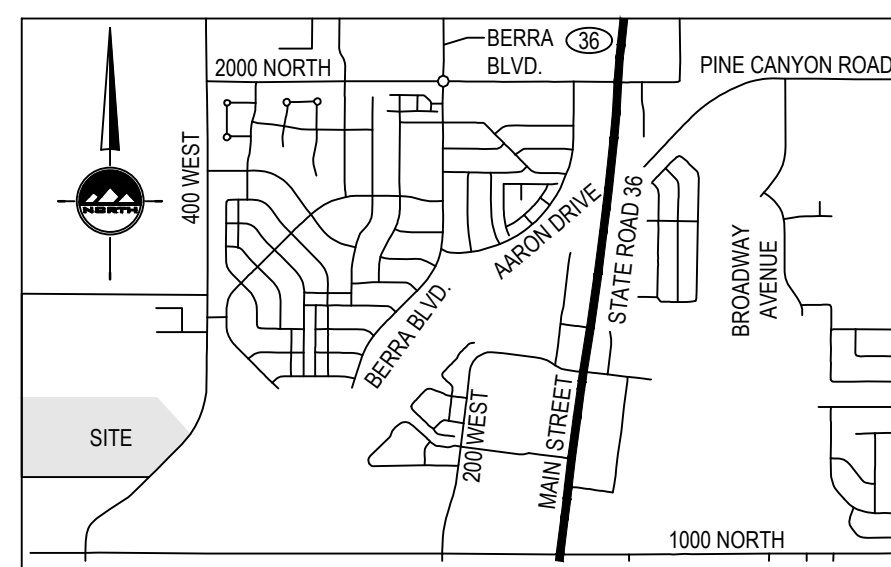 BERRA
BLVD.
36
2000 NORTH
PINE CANYON ROAD
400 WEST
NORTH
AARON DRIVE
STATE ROAD 36
BROADWAY
AVENUE
BERRA BLVD.
SITE
200 WEST
MAIN STREET
1000 NORTH